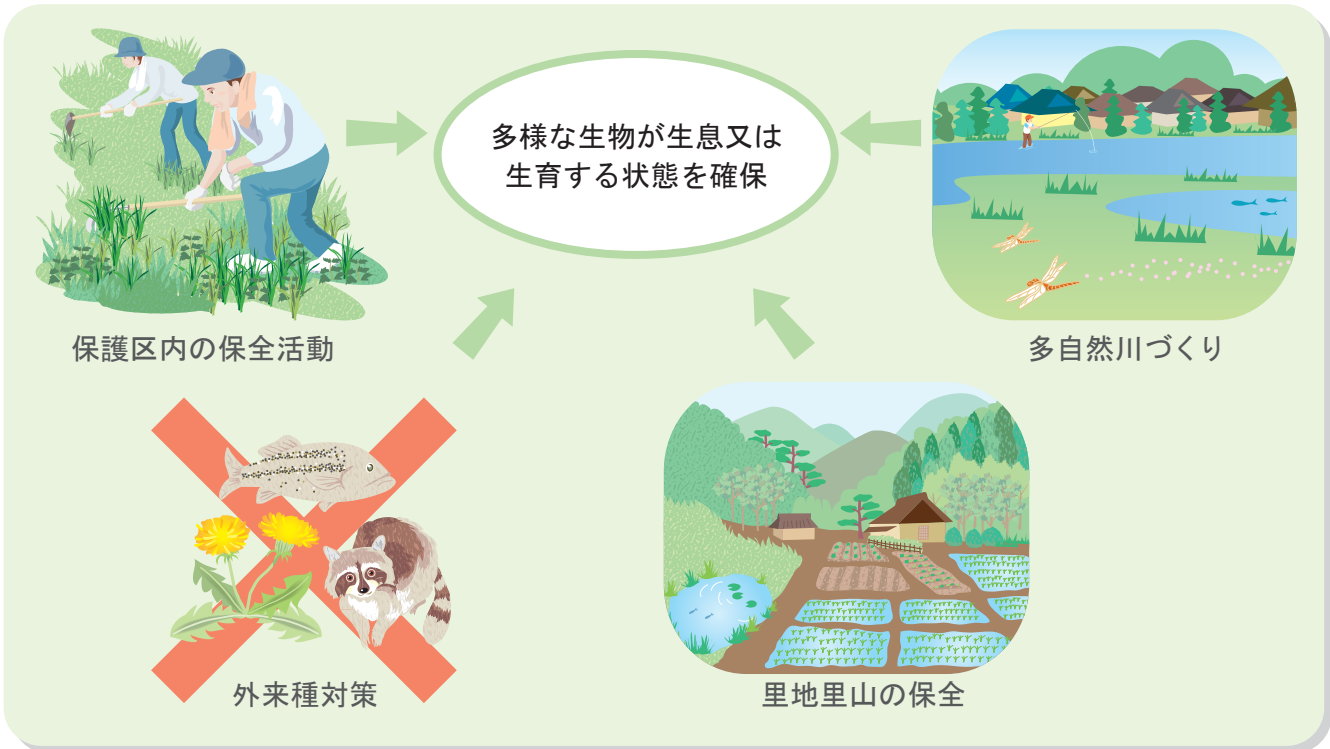 多様な生物が生息又は
生育する状態を確保
保護区内の保全活動
多自然川づくり
外来種対策
里地里山の保全